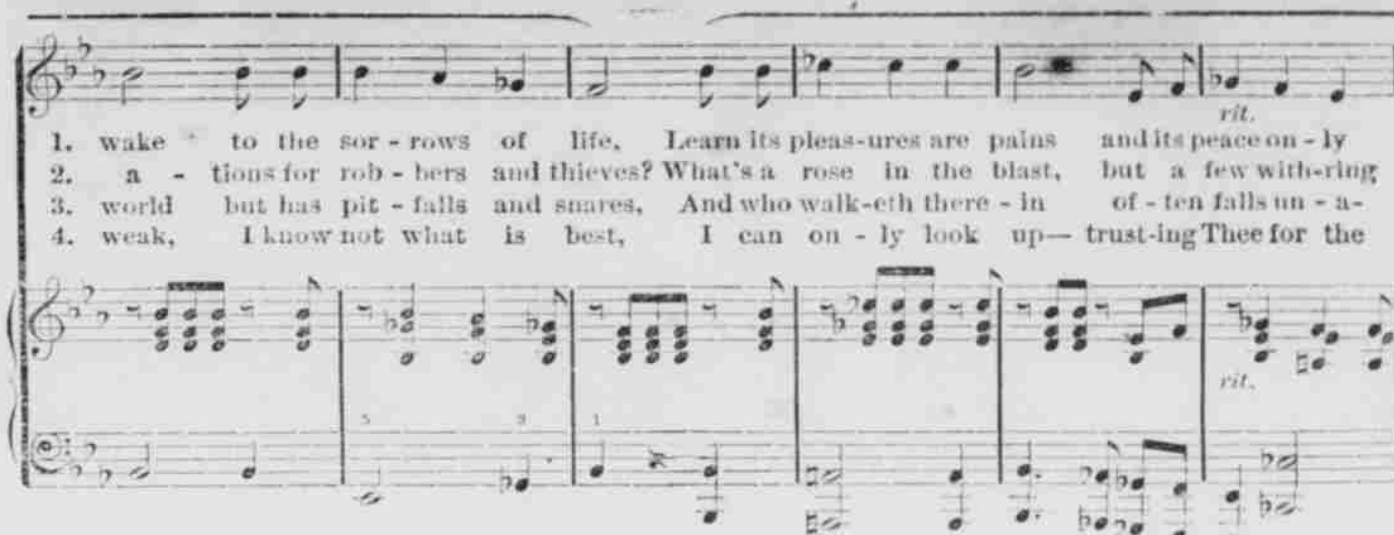 rit.
1. wake to the sor - rows of life, Learn its pleas-ures are pains and its peace on - ly
2. a - tions for rob - bers and thieves? What's a rose in the blast, but a few with-ring
3. world but has pit - falls and snares, And who walk-eth there - in of - ten falls un - a-
4. weak, I know not what is best, I can on - ly look up— trust-ing Thee for the
rit.
5 3 1